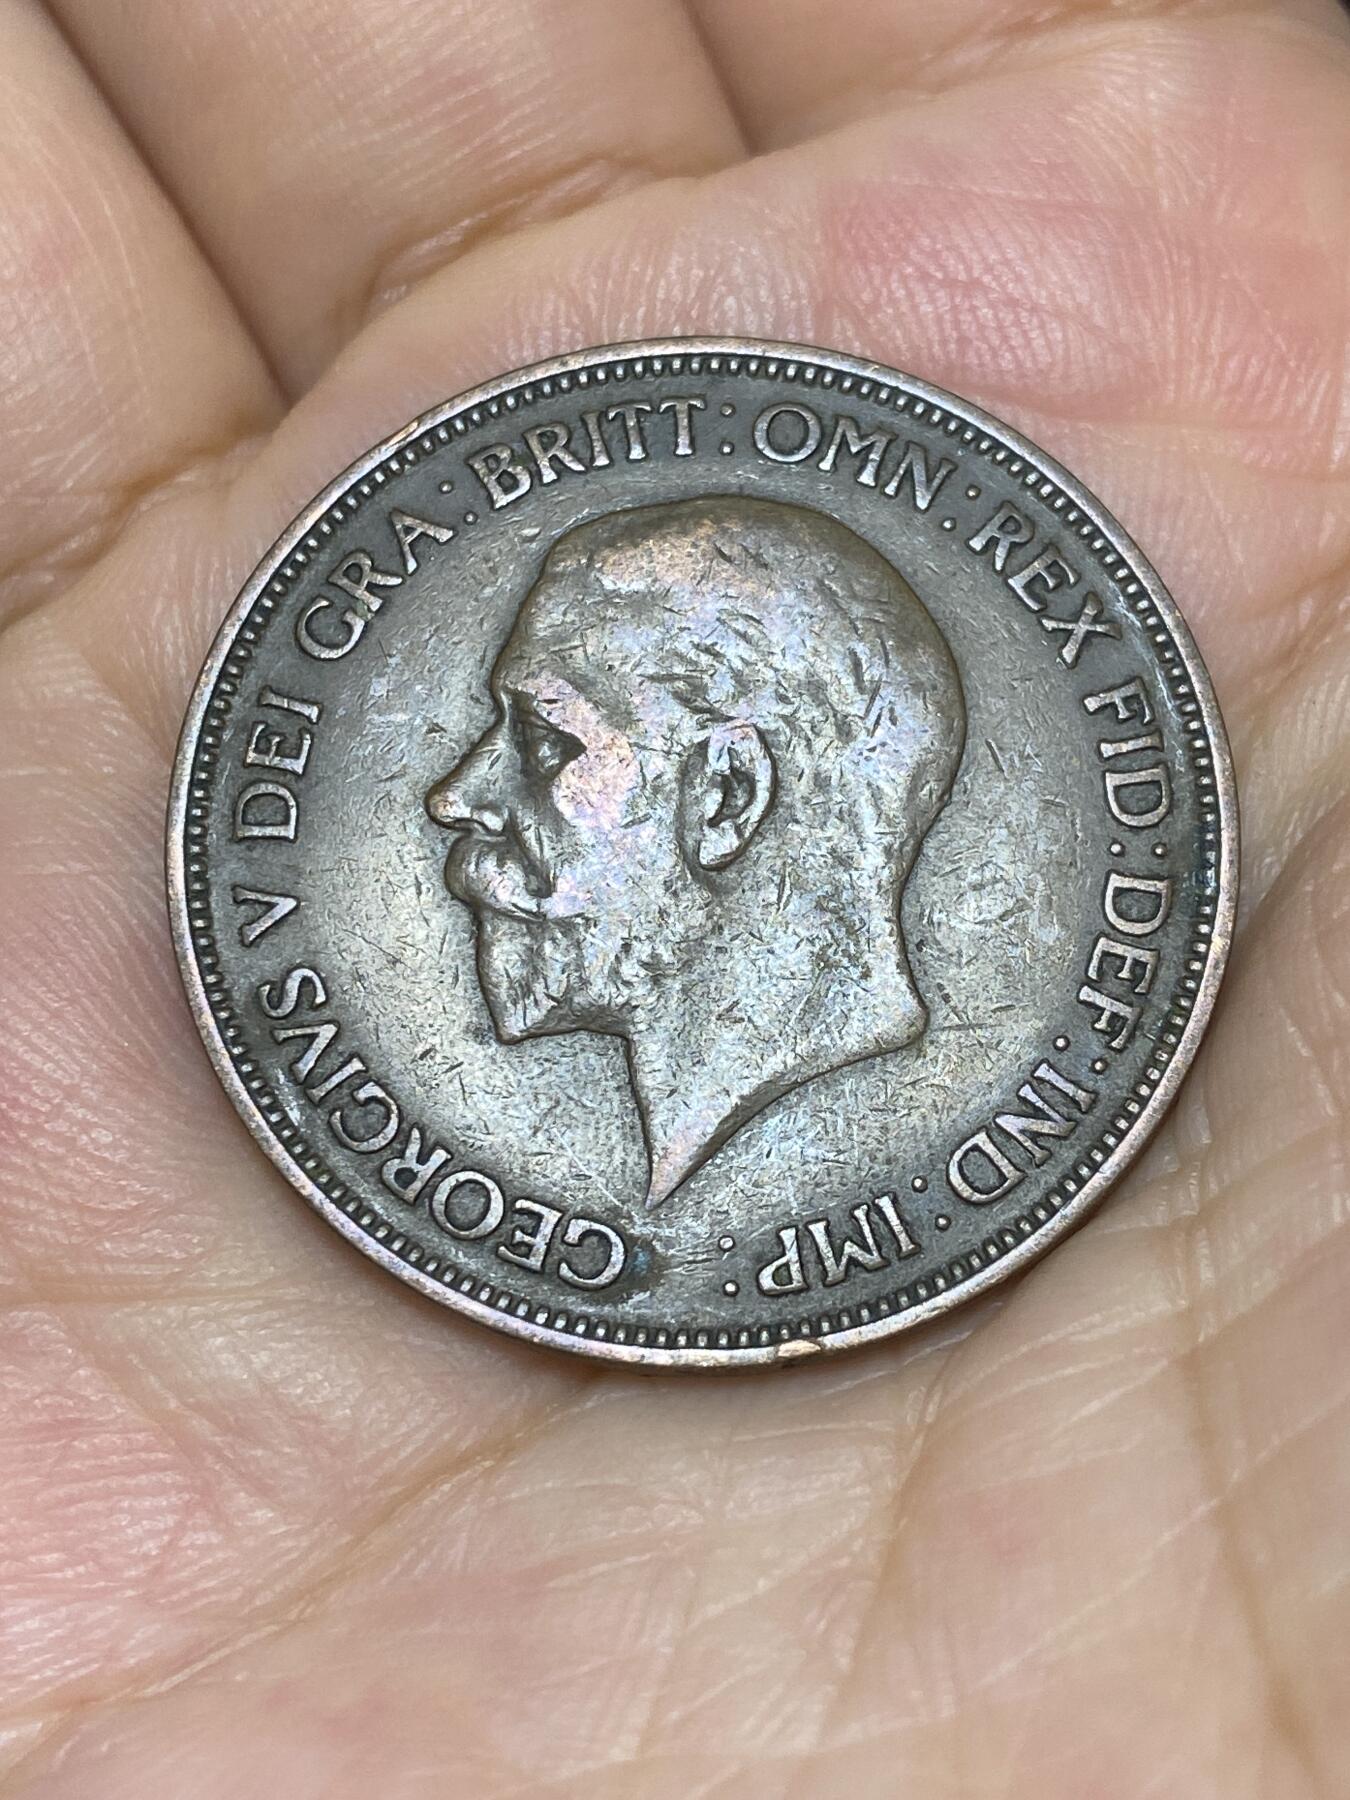 GEORGIVS V DEI GRA: BRITT: OMN: REX FID: DEF: IND: IMP: